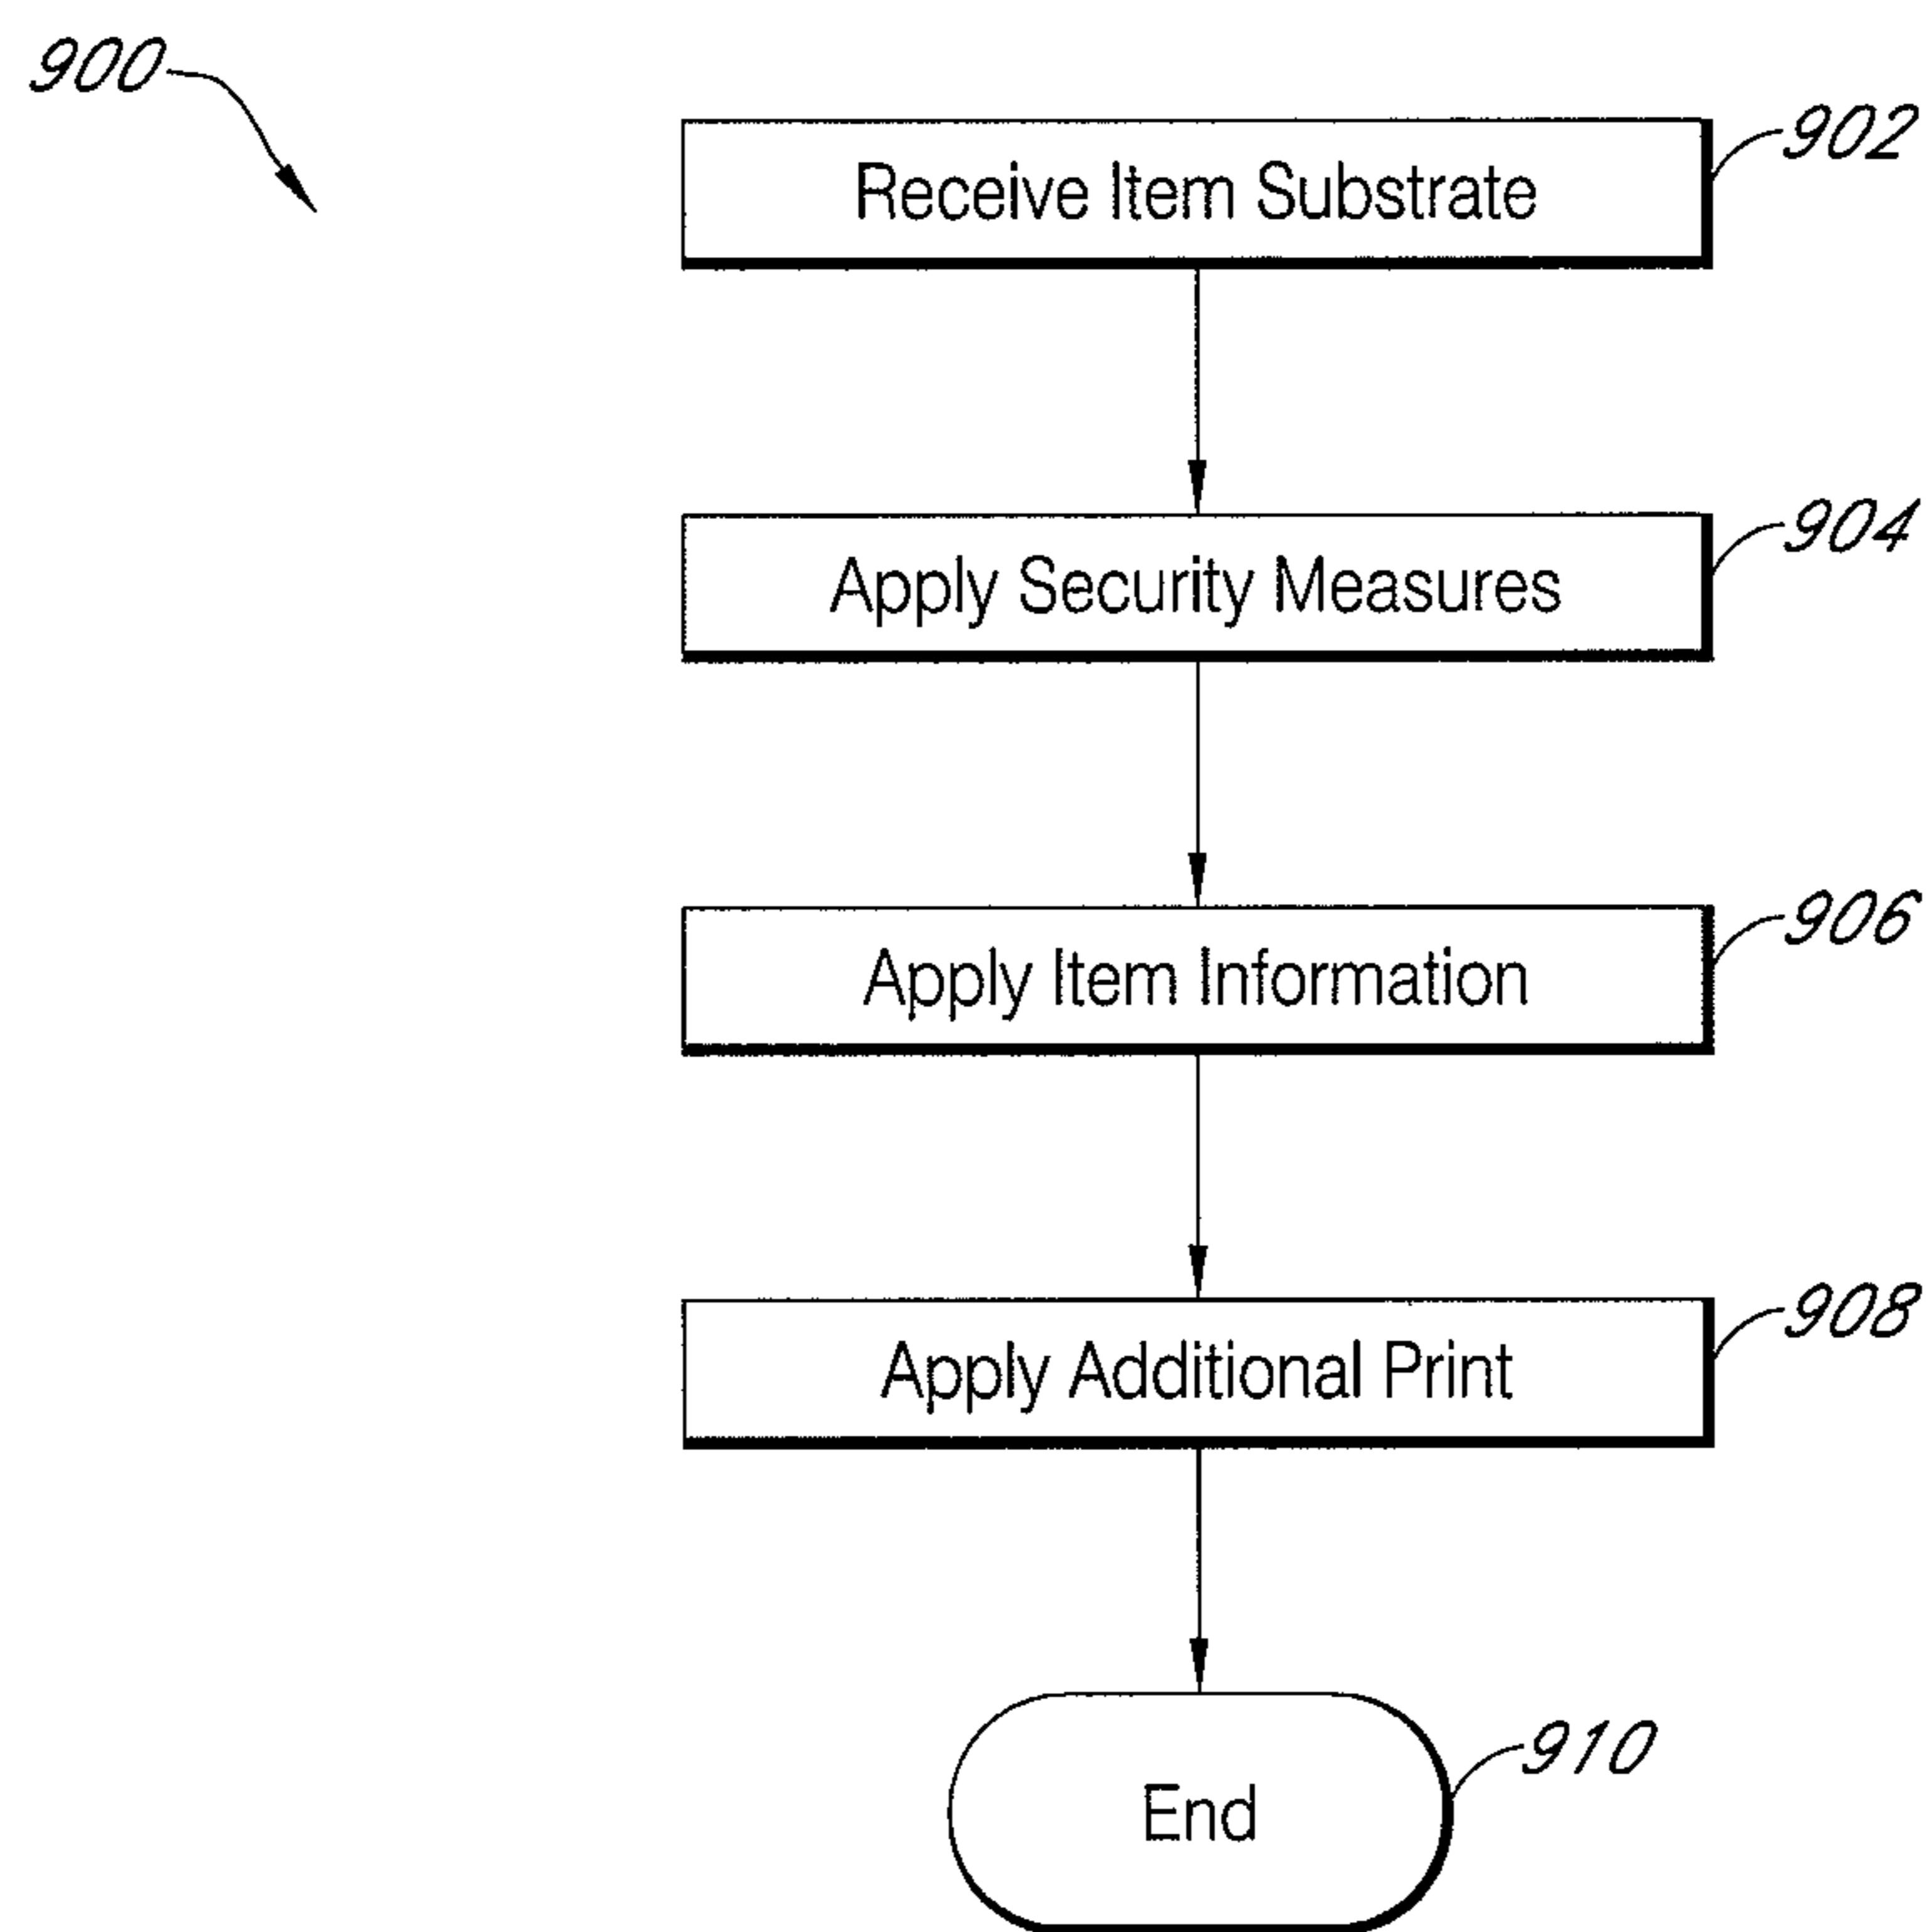 900
Receive Item Substrate
902
Apply Security Measures
904
Apply Item Information
906
Apply Additional Print
908
End
910